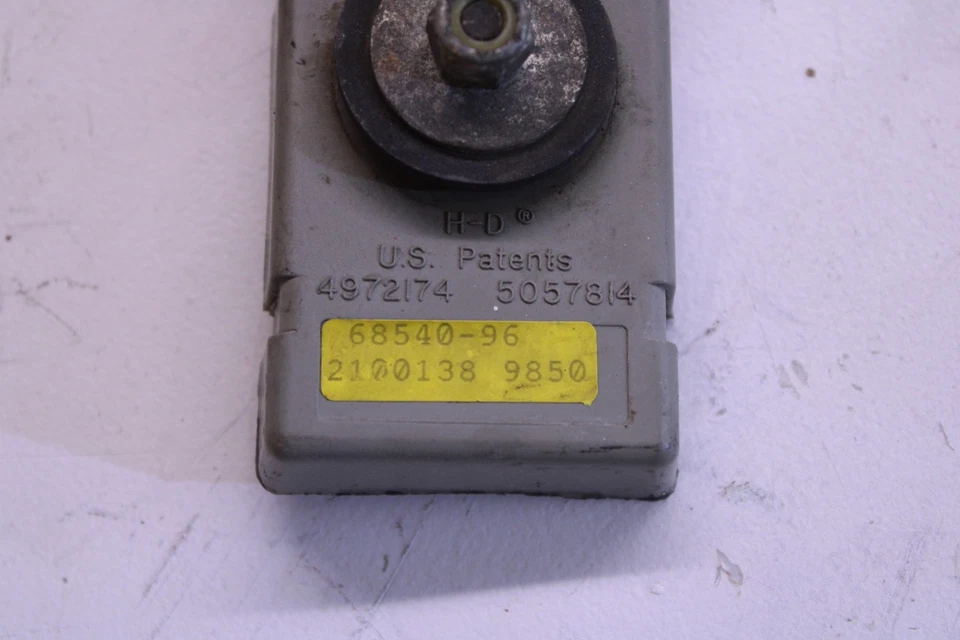 H-D ®
U.S. Patents
4972174 5057814
68540-96
2100138 9850